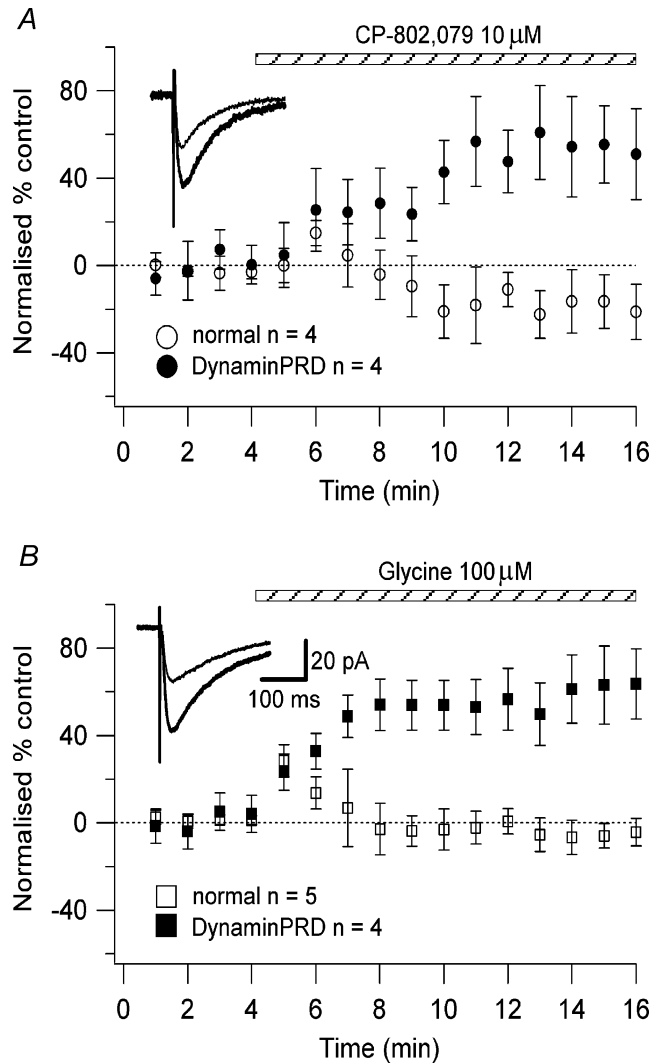 A
CP-802,079 10 μM
Normalised % control
80
40
0
-40
normal n = 4
DynaminPRD n = 4
0 2 4 6 8 10 12 14 16
Time (min)
B
Glycine 100 μM
Normalised % control
80
40
0
-40
20 pA
100 ms
normal n = 5
DynaminPRD n = 4
0 2 4 6 8 10 12 14 16
Time (min)